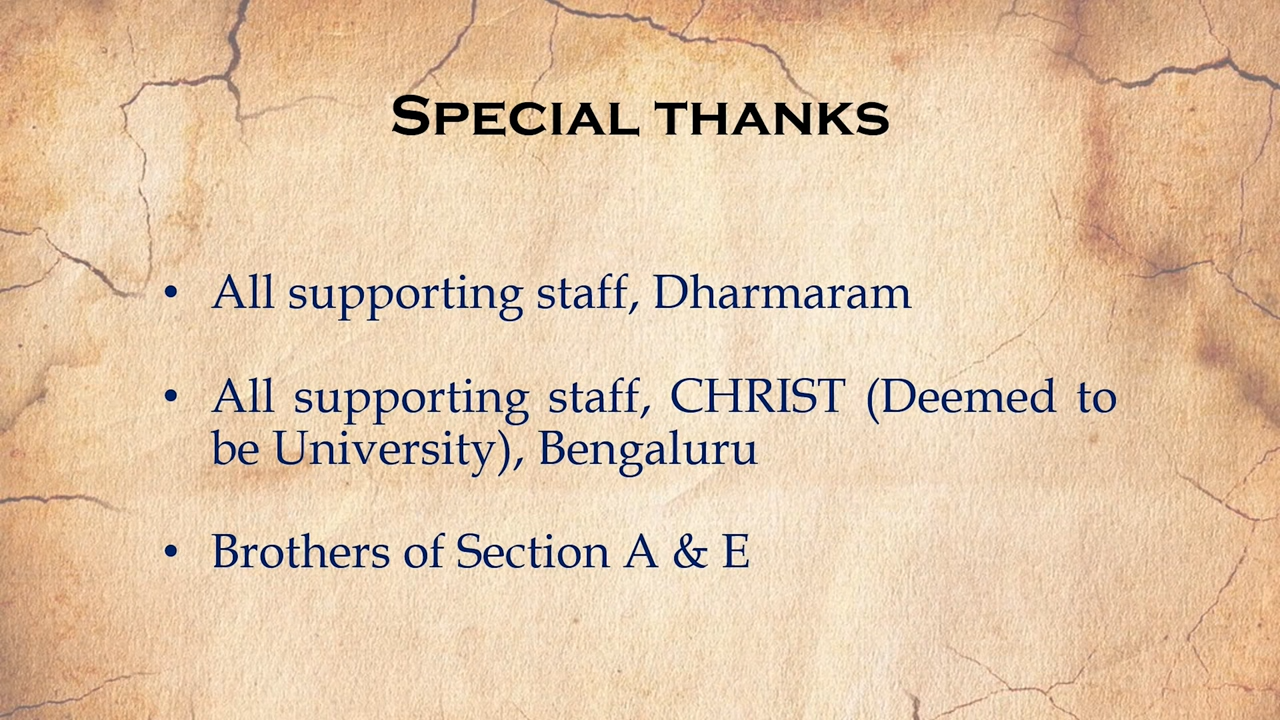 Special thanks
• All supporting staff, Dharmaram
• All supporting staff, CHRIST (Deemed to
be University), Bengaluru
• Brothers of Section A & E